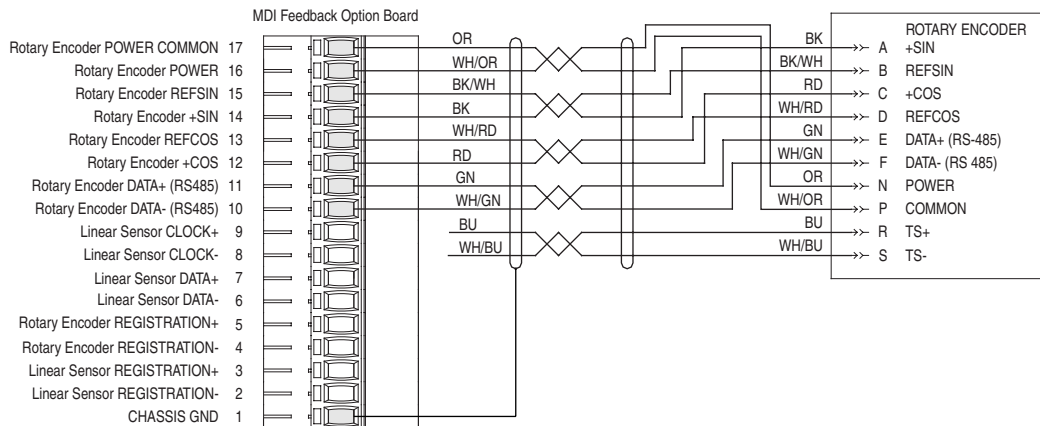 MDI Feedback Option Board
Rotary Encoder POWER COMMON 17
Rotary Encoder POWER 16
Rotary Encoder REFSIN 15
Rotary Encoder +SIN 14
Rotary Encoder REFCOS 13
Rotary Encoder +COS 12
Rotary Encoder DATA+ (RS485) 11
Rotary Encoder DATA- (RS485) 10
Linear Sensor CLOCK+ 9
Linear Sensor CLOCK- 8
Linear Sensor DATA+ 7
Linear Sensor DATA- 6
Rotary Encoder REGISTRATION+ 5
Rotary Encoder REGISTRATION- 4
Linear Sensor REGISTRATION+ 3
Linear Sensor REGISTRATION- 2
CHASSIS GND 1
OR
WH/OR
BK/WH
BK
WH/RD
RD
GN
WH/GN
BU
WH/BU
BK
BK/WH
RD
WH/RD
GN
WH/GN
OR
WH/OR
BU
WH/BU
ROTARY ENCODER
A +SIN
B REFSIN
C +COS
D REFCOS
E DATA+ (RS-485)
F DATA- (RS 485)
N POWER
P COMMON
R TS+
S TS-